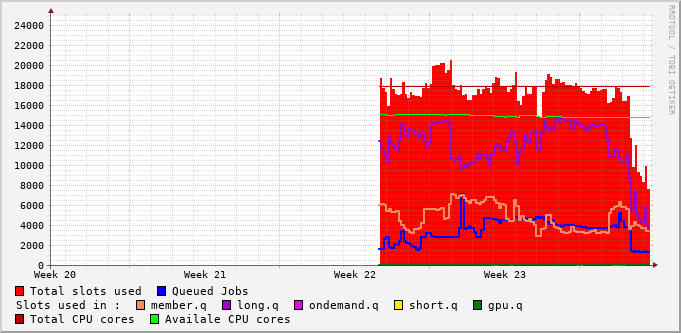 24000
22000
20000
18000
16000
14000
12000
10000
8000
6000
4000
2000
0
Week 20 Week 21 Week 22 Week 23
RRDTOOL / TOBI OETIKER
Total slots used Queued Jobs
Slots used in : member.q long.q ondemand.q short.q gpu.q
Total CPU cores Availale CPU cores